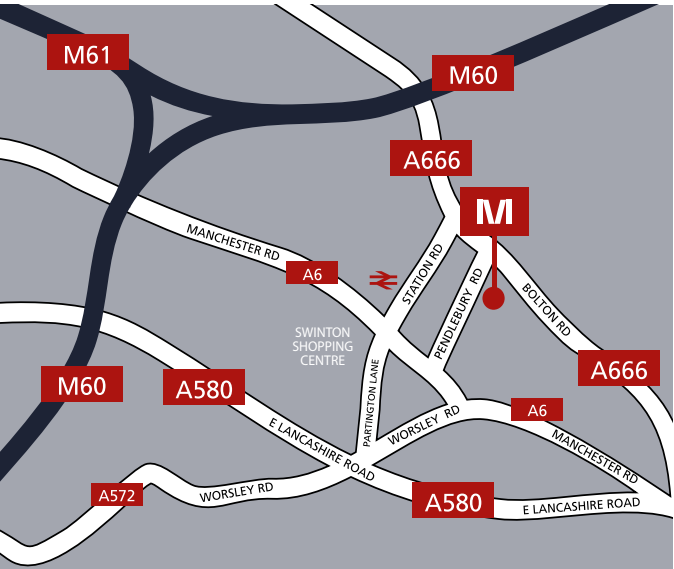 M61
M60
A666
M
MANCHESTER RD
A6
STATION RD
PENDLEBURY RD
BOLTON RD
SWINTON
SHOPPING
CENTRE
A666
M60
A580
PARTINGTON LANE
A6
E LANCASHIRE ROAD
WORSLEY RD
MANCHESTER RD
A572
WORSLEY RD
A580
E LANCASHIRE ROAD